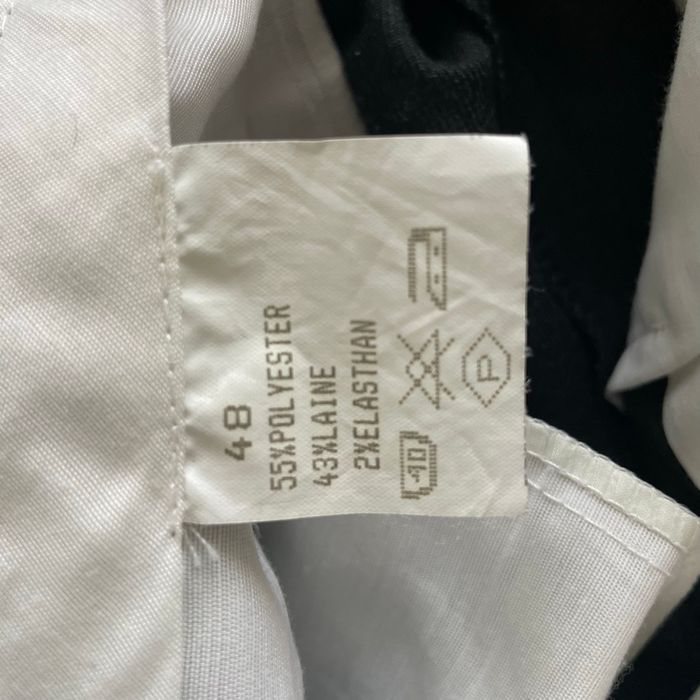 48
55%POLYESTER
43%LAINE
2%ELASTHAN
40
P